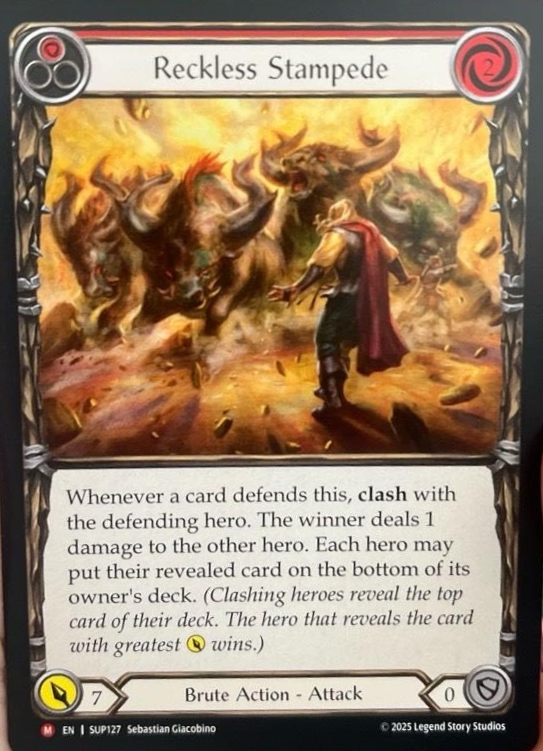 Reckless Stampede
2
Whenever a card defends this, clash with
the defending hero. The winner deals 1
damage to the other hero. Each hero may
put their revealed card on the bottom of its
owner's deck. (Clashing heroes reveal the top
card of their deck. The hero that reveals the card
with greatest wins.)
7
Brute Action - Attack
0
M EN | SUP127 Sebastian Giacobino
© 2025 Legend Story Studios